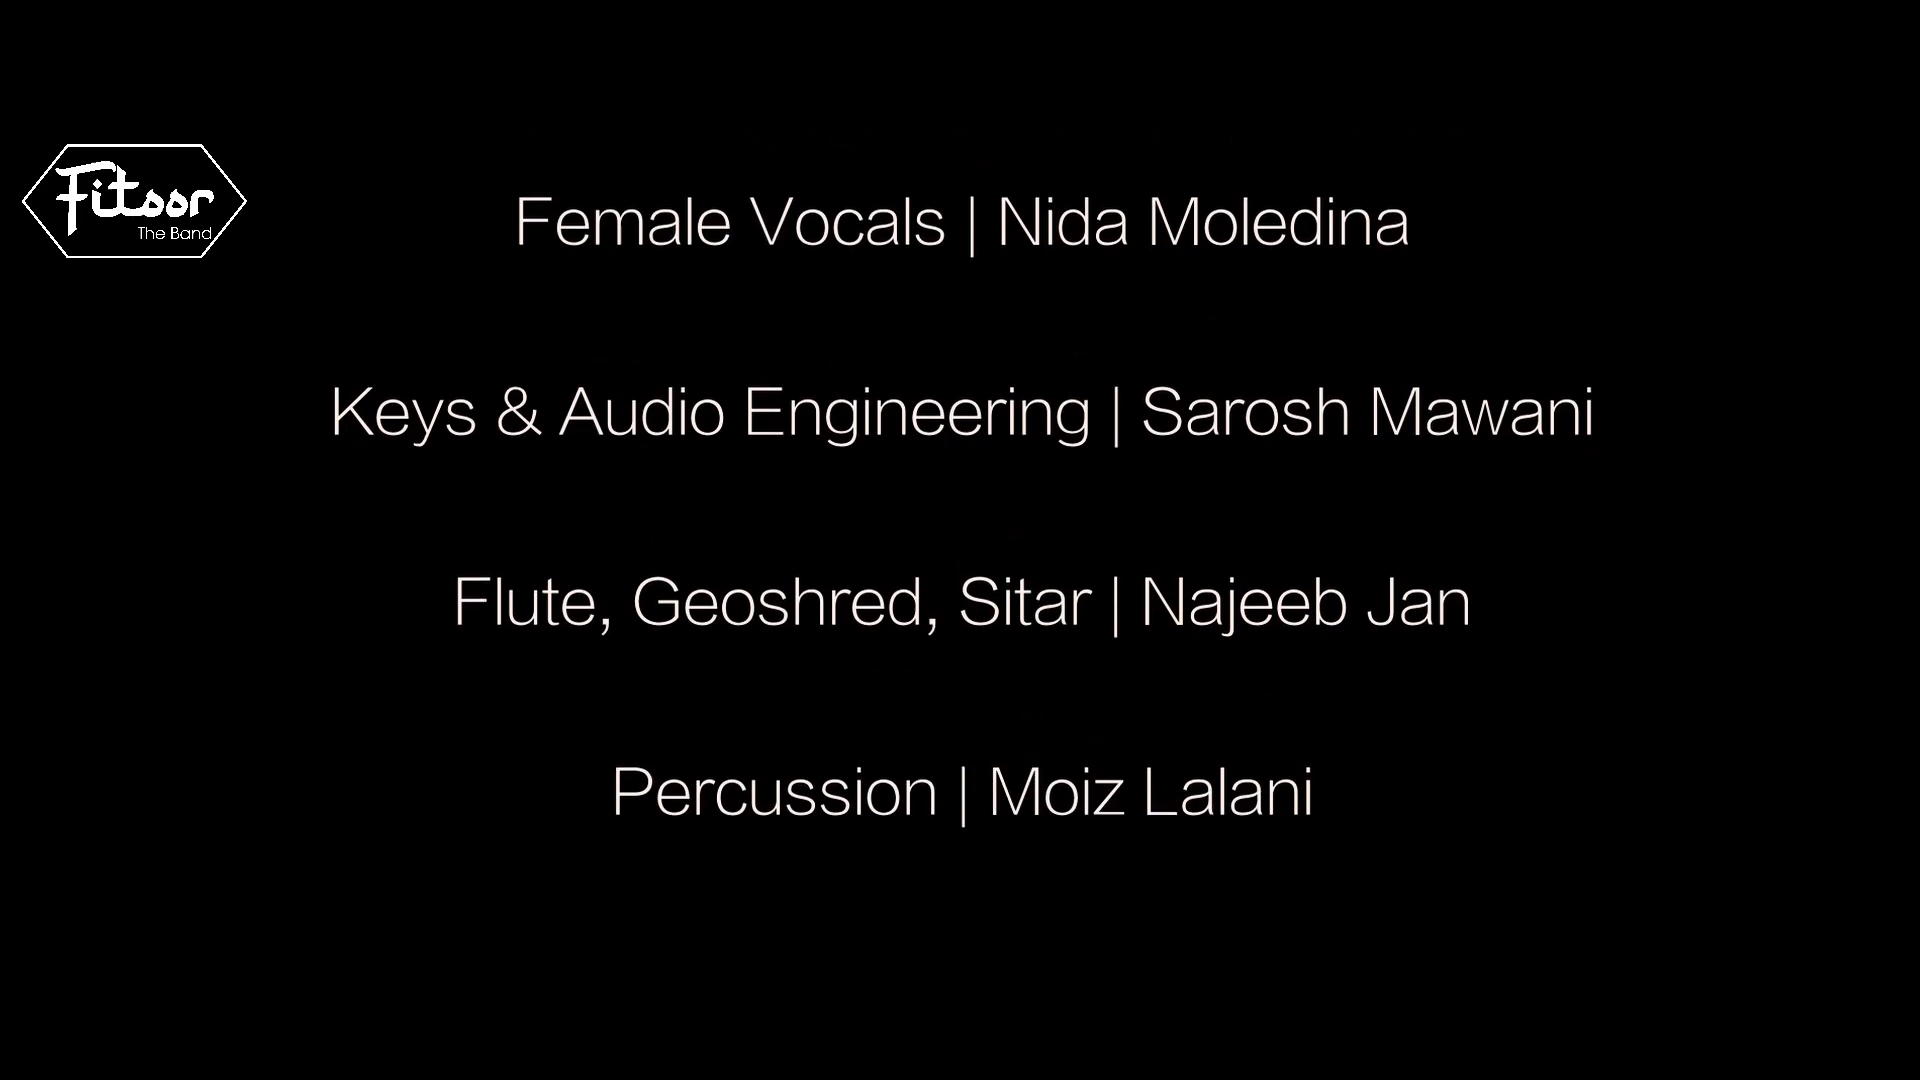 Fitoor
The Band
Female Vocals | Nida Moledina
Keys & Audio Engineering | Sarosh Mawani
Flute, Geoshred, Sitar | Najeeb Jan
Percussion | Moiz Lalani